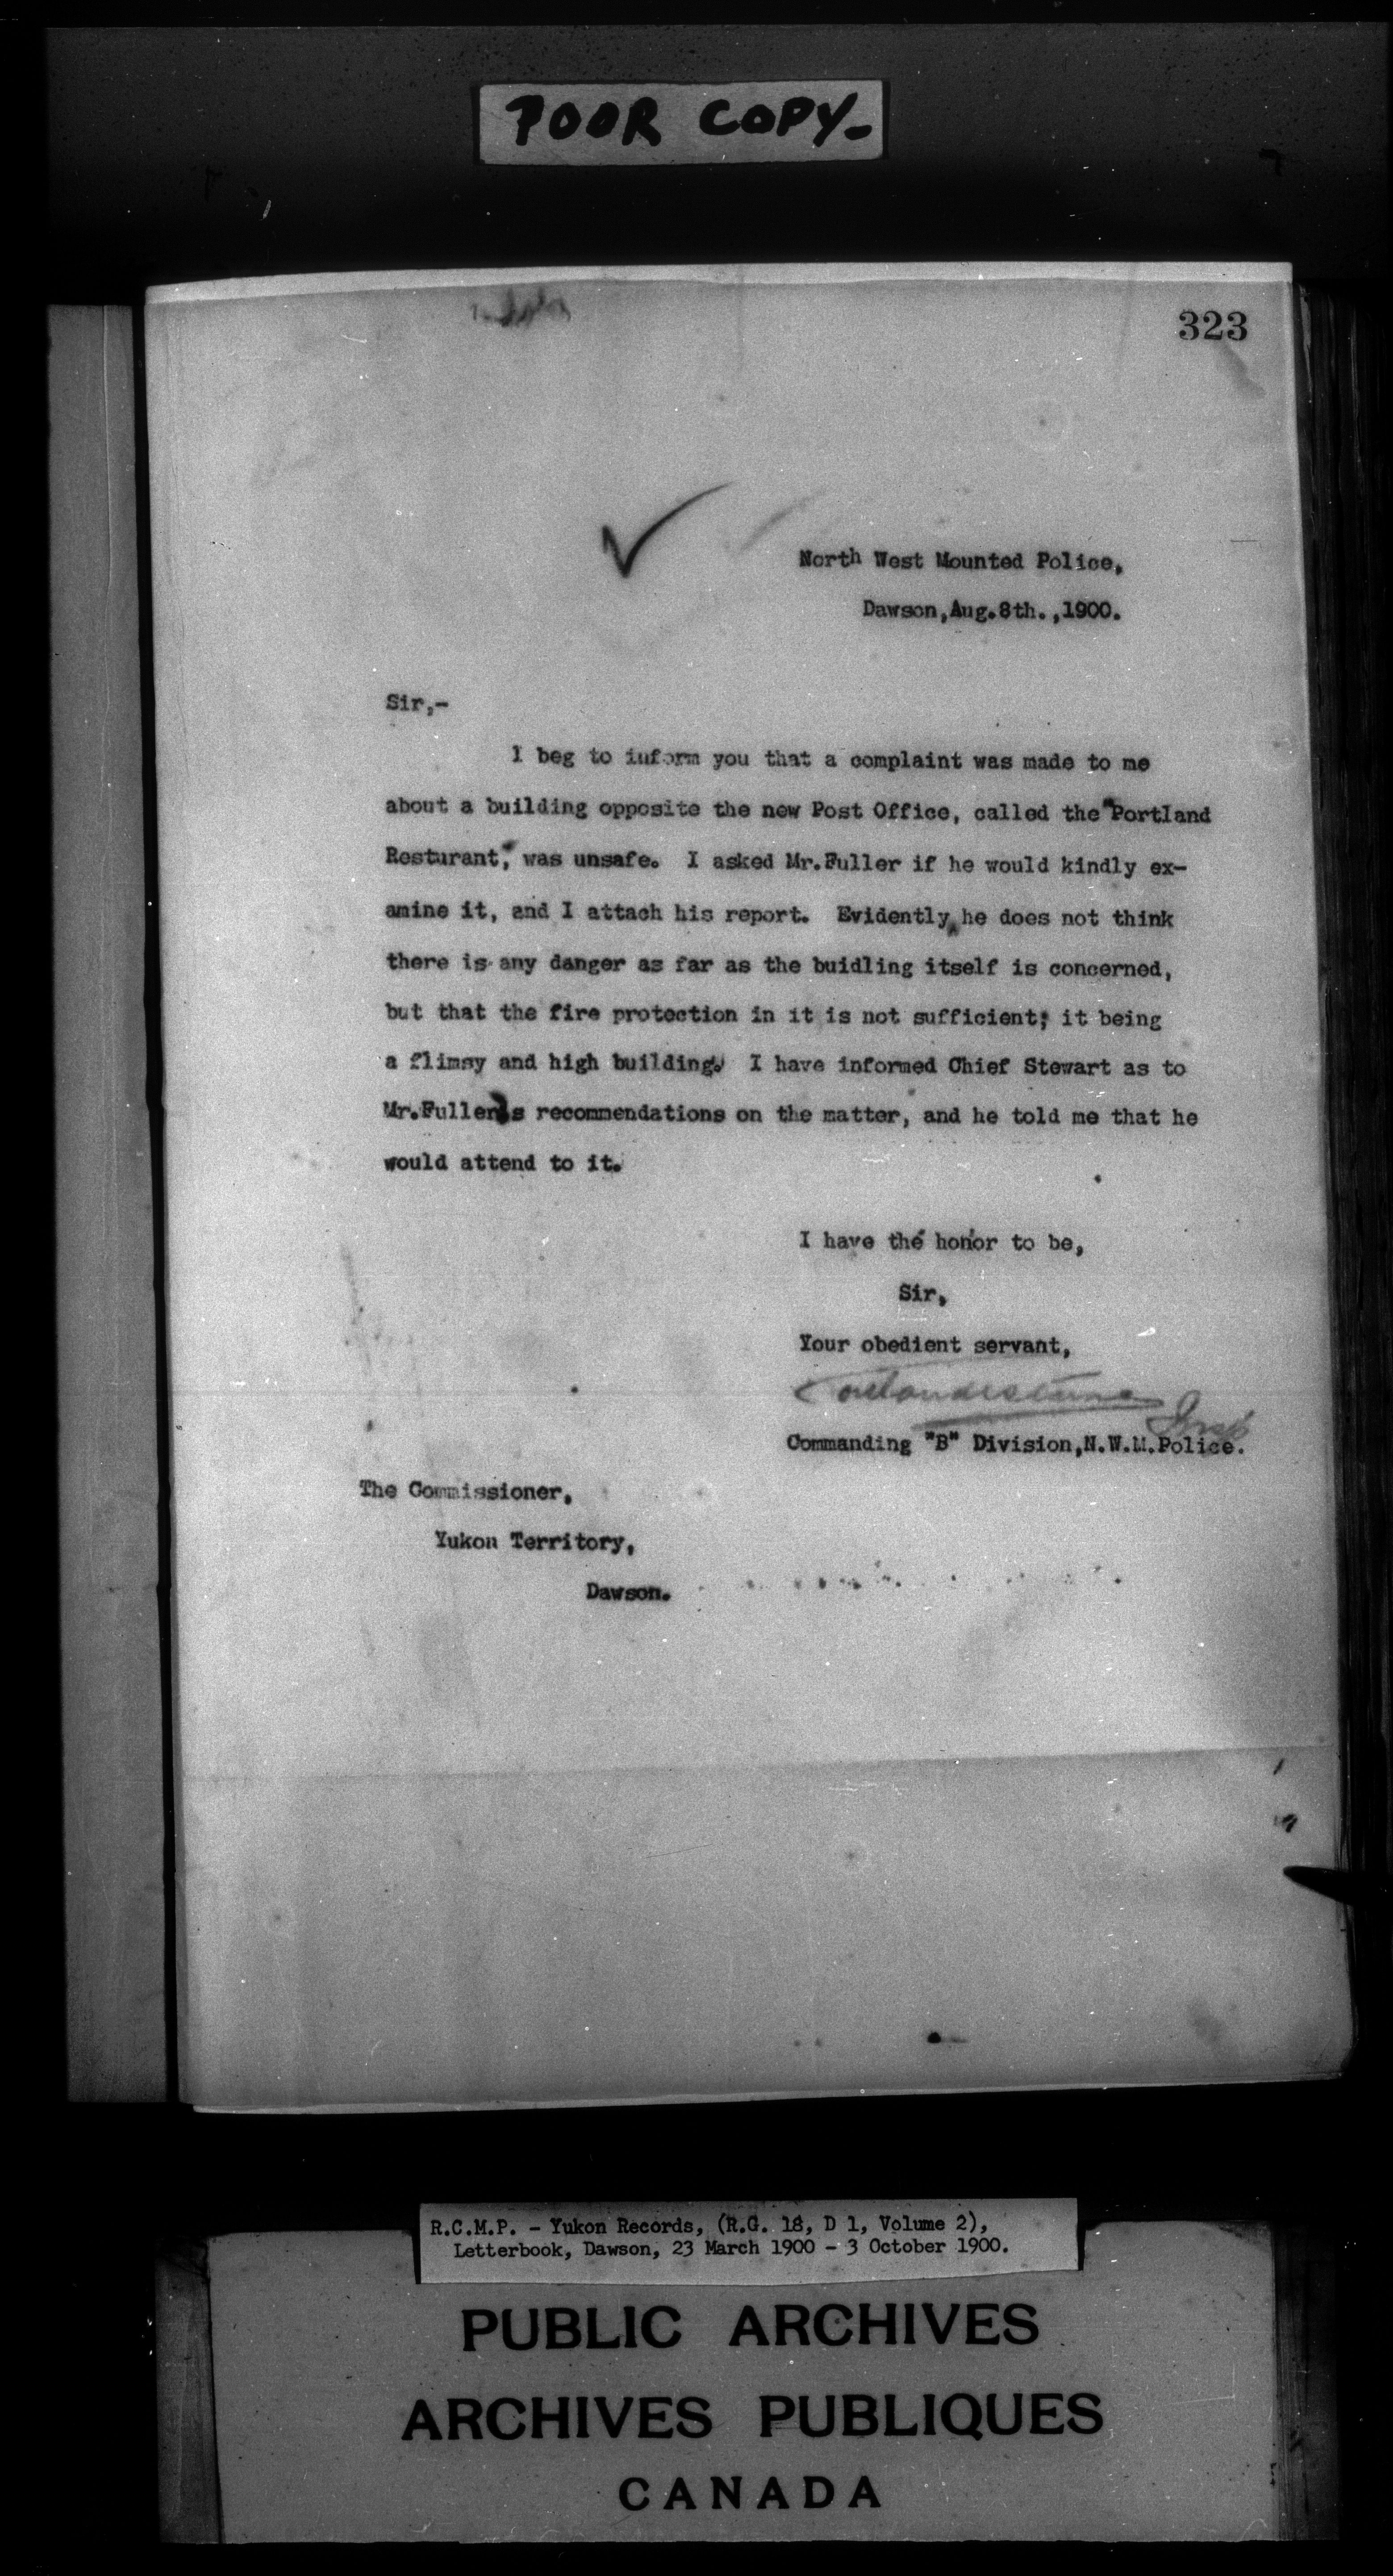 POOR COPY-
323
North West Mounted Police,
Dawson,Aug.8th.,1900.
Sir,-
I beg to inform you that a complaint was made to me
about a building opposite the new Post Office, called the "Portland
Resturant", was unsafe. I asked Mr.Fuller if he would kindly ex-
amine it, and I attach his report. Evidently he does not think
there is any danger as far as the buidling itself is concerned,
but that the fire protection in it is not sufficient; it being
a flimsy and high building. I have informed Chief Stewart as to
Mr.Fuller's recommendations on the matter, and he told me that he
would attend to it.
I have the honor to be,
Sir,
Your obedient servant,
Insp
Commanding "B" Division,N.W.M.Police.
The Commissioner,
Yukon Territory,
Dawson.
R.C.M.P. - Yukon Records, (R.G. 18, D 1, Volume 2),
Letterbook, Dawson, 23 March 1900 - 3 October 1900.
PUBLIC ARCHIVES
ARCHIVES PUBLIQUES
CANADA